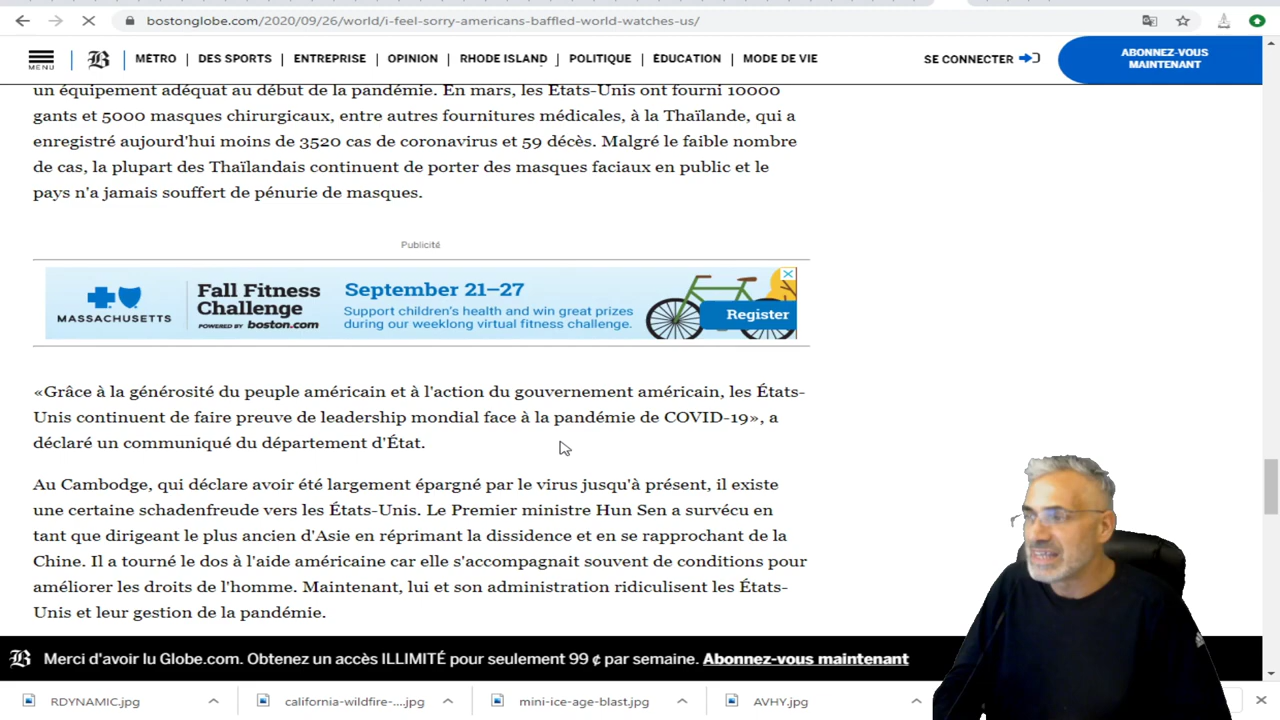 bostonglobe.com/2020/09/26/world/i-feel-sorry-americans-baffled-world-watches-us/
MENU
B
MÉTRO | DES SPORTS | ENTREPRISE | OPINION | RHODE ISLAND | POLITIQUE | ÉDUCATION | MODE DE VIE
SE CONNECTER
ABONNEZ-VOUS
MAINTENANT
un équipement adéquat au début de la pandémie. En mars, les États-Unis ont fourni 10000
gants et 5000 masques chirurgicaux, entre autres fournitures médicales, à la Thaïlande, qui a
enregistré aujourd'hui moins de 3520 cas de coronavirus et 59 décès. Malgré le faible nombre
de cas, la plupart des Thaïlandais continuent de porter des masques faciaux en public et le
pays n'a jamais souffert de pénurie de masques.
Publicité
MASSACHUSETTS
Fall Fitness
Challenge
POWERED BY boston.com
September 21–27
Support children's health and win great prizes
during our weeklong virtual fitness challenge.
Register
«Grâce à la générosité du peuple américain et à l'action du gouvernement américain, les États-
Unis continuent de faire preuve de leadership mondial face à la pandémie de COVID-19», a
déclaré un communiqué du département d'État.
Au Cambodge, qui déclare avoir été largement épargné par le virus jusqu'à présent, il existe
une certaine schadenfreude vers les États-Unis. Le Premier ministre Hun Sen a survécu en
tant que dirigeant le plus ancien d'Asie en réprimant la dissidence et en se rapprochant de la
Chine. Il a tourné le dos à l'aide américaine car elle s'accompagnait souvent de conditions pour
améliorer les droits de l'homme. Maintenant, lui et son administration ridiculisent les États-
Unis et leur gestion de la pandémie.
B Merci d'avoir lu Globe.com. Obtenez un accès ILLIMITÉ pour seulement 99 ¢ par semaine. Abonnez-vous maintenant
RDYNAMIC.jpg
california-wildfire-....jpg
mini-ice-age-blast.jpg
AVHY.jpg